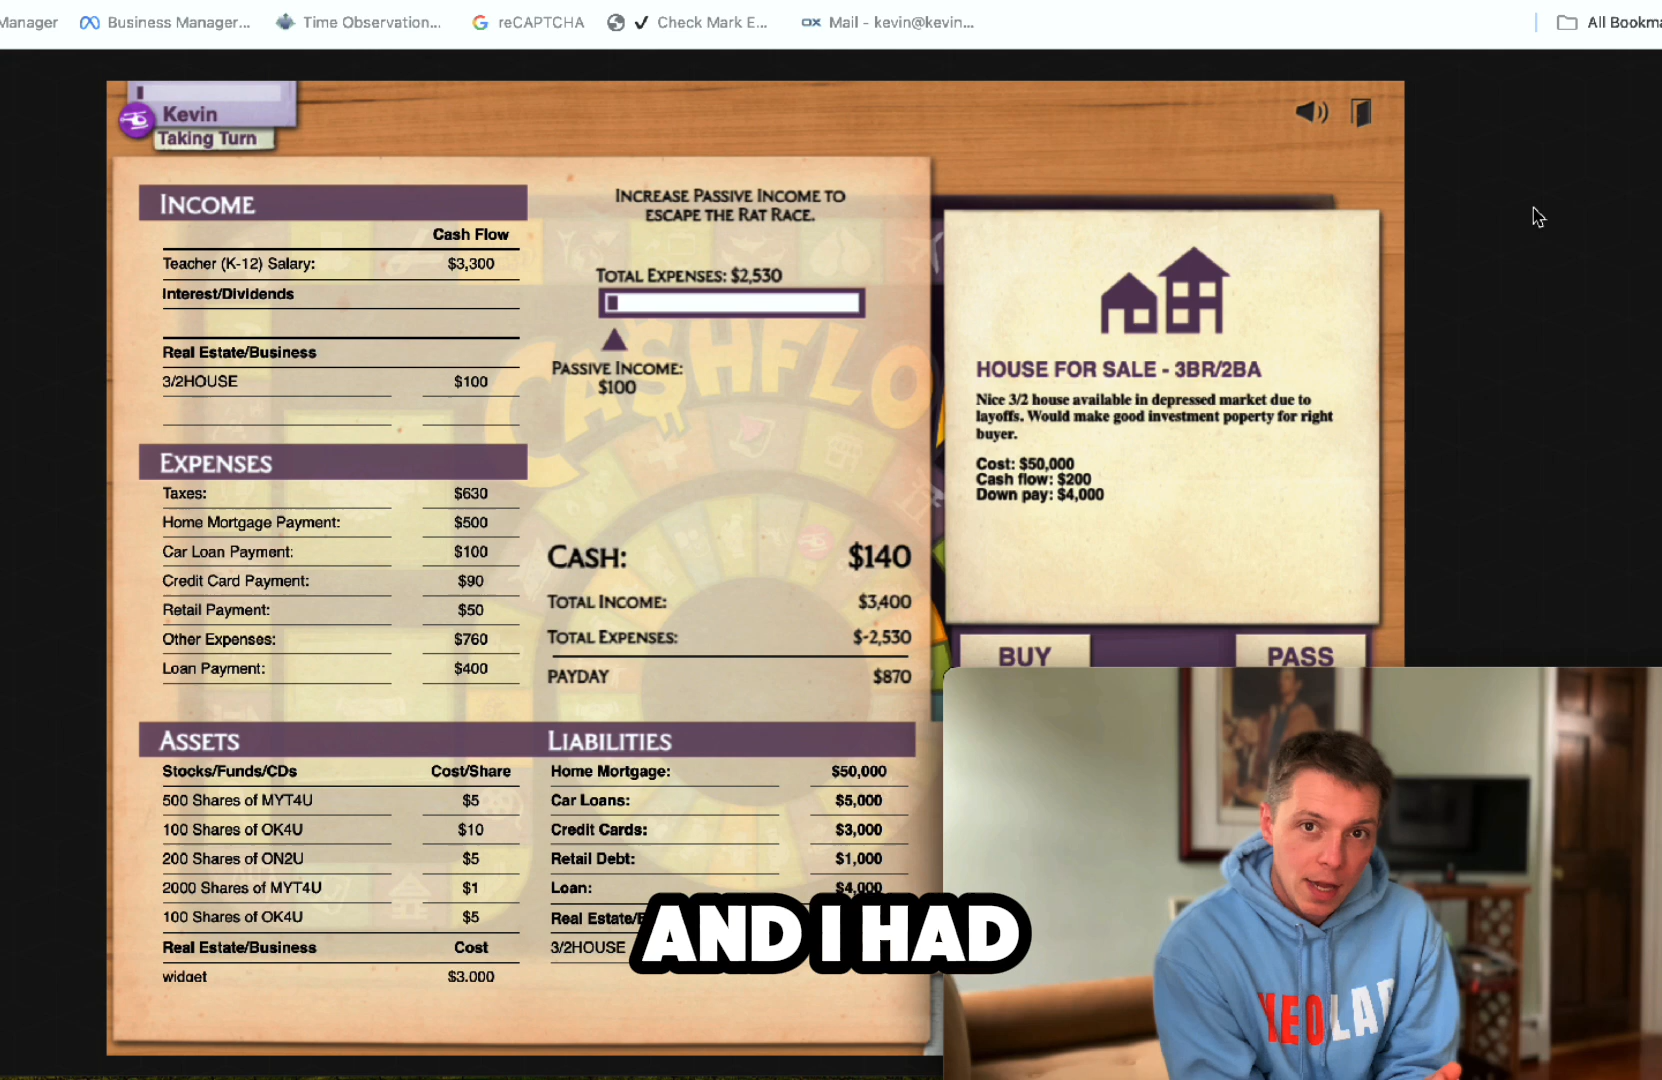 Manager
Business Manager...
Time Observation...
reCAPTCHA
✓ Check Mark E...
Mail - kevin@kevin...
All Bookma
Kevin
Taking Turn
INCOME
Cash Flow
Teacher (K-12) Salary: $3,300
Interest/Dividends
Real Estate/Business
3/2HOUSE $100
INCREASE PASSIVE INCOME TO
ESCAPE THE RAT RACE.
TOTAL EXPENSES: $2,530
PASSIVE INCOME:
$100
CASHFLO
EXPENSES
Taxes: $630
Home Mortgage Payment: $500
Car Loan Payment: $100
Credit Card Payment: $90
Retail Payment: $50
Other Expenses: $760
Loan Payment: $400
CASH: $140
TOTAL INCOME: $3,400
TOTAL EXPENSES: $-2,530
PAYDAY $870
HOUSE FOR SALE - 3BR/2BA
Nice 3/2 house available in depressed market due to
layoffs. Would make good investment poperty for right
buyer.
Cost: $50,000
Cash flow: $200
Down pay: $4,000
BUY
PASS
ASSETS
Stocks/Funds/CDs Cost/Share
500 Shares of MYT4U $5
100 Shares of OK4U $10
200 Shares of ON2U $5
2000 Shares of MYT4U $1
100 Shares of OK4U $5
Real Estate/Business Cost
widget $3,000
LIABILITIES
Home Mortgage: $50,000
Car Loans: $5,000
Credit Cards: $3,000
Retail Debt: $1,000
Loan: $4,000
Real Estate/B
3/2HOUSE
AND I HAD